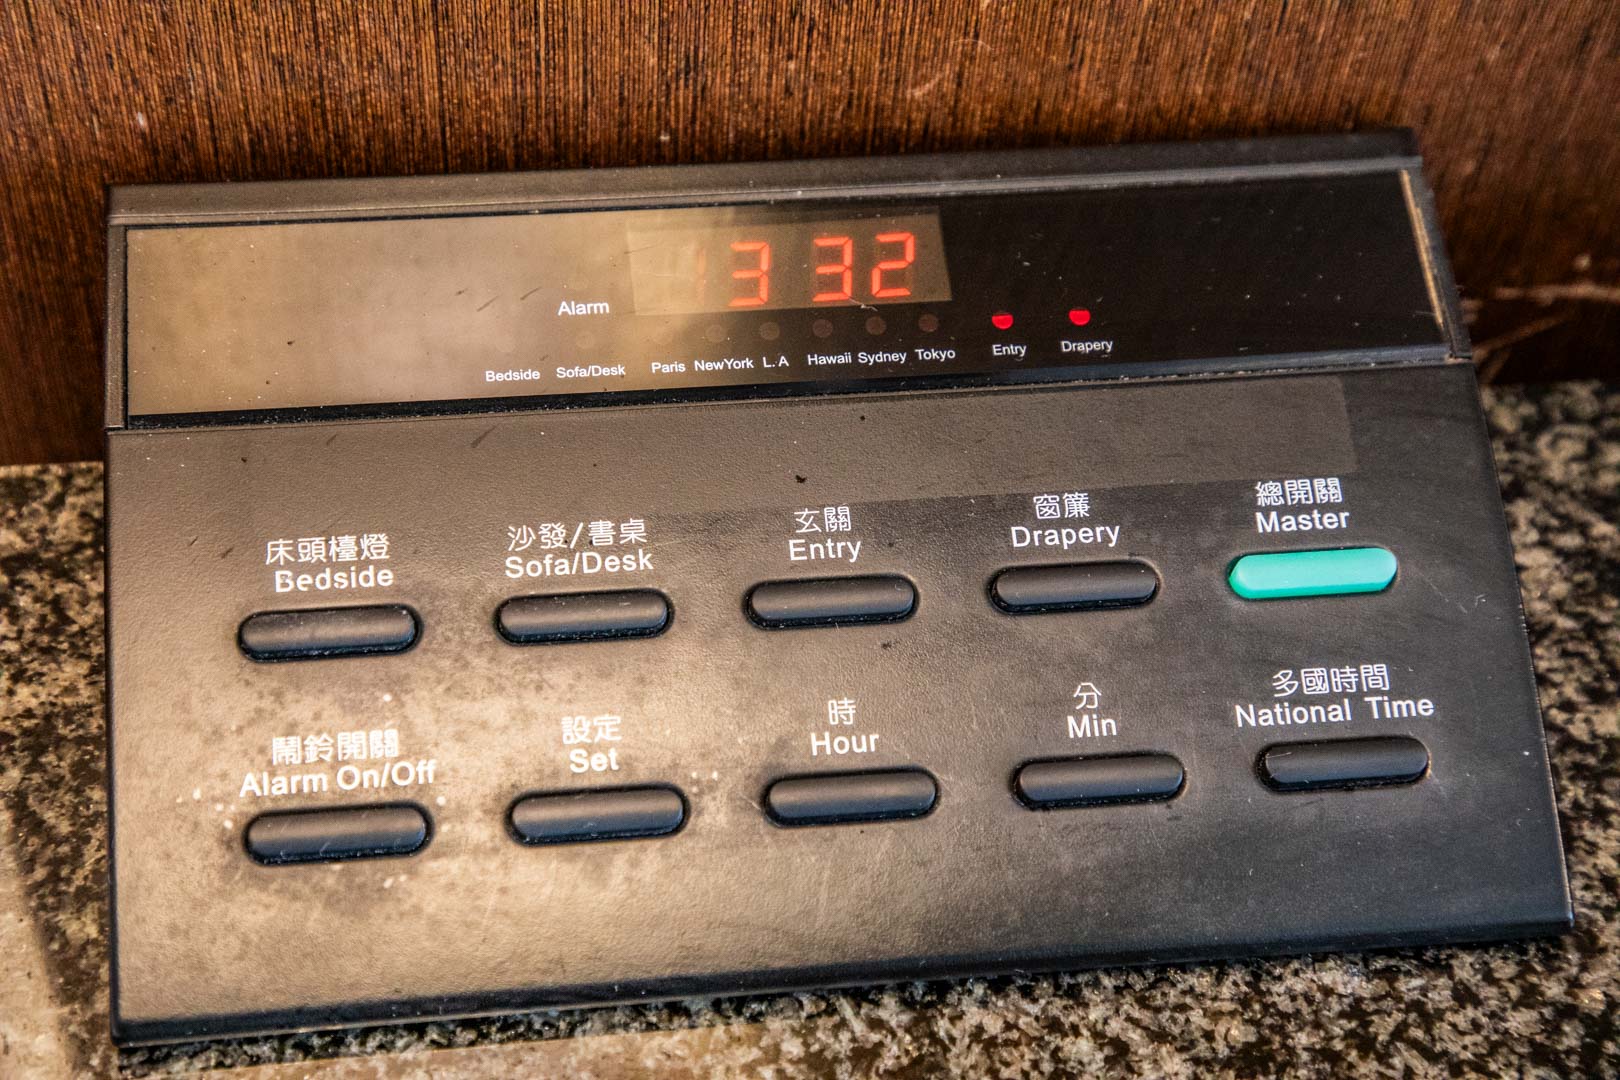 13 32
Alarm
Bedside Sofa/Desk Paris NewYork L.A Hawaii Sydney Tokyo Entry Drapery
床頭檯燈 沙發/書桌 玄關 窗簾 總開關
Bedside Sofa/Desk Entry Drapery Master
鬧鈴開關 設定 時 分 多國時間
Alarm On/Off Set Hour Min National Time